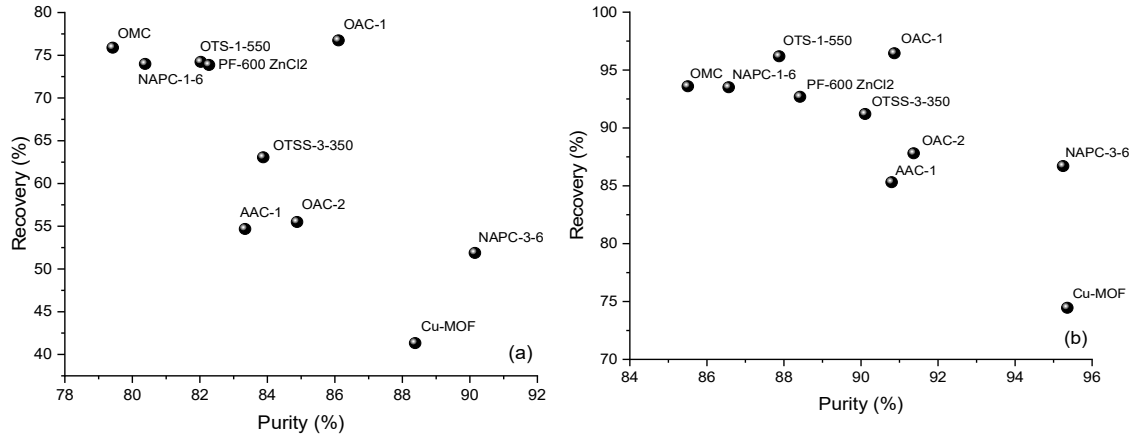 80
75
70
65
60
55
50
45
40
Recovery (%)
OMC
OAC-1
OTS-1-550
PF-600 ZnCl2
NAPC-1-6
OTSS-3-350
AAC-1
OAC-2
NAPC-3-6
Cu-MOF
(a)
78 80 82 84 86 88 90 92
Purity (%)
100
95
90
85
80
75
70
Recovery (%)
OTS-1-550
OAC-1
OMC
NAPC-1-6
PF-600 ZnCl2
OTSS-3-350
OAC-2
AAC-1
NAPC-3-6
Cu-MOF
(b)
84 86 88 90 92 94 96
Purity (%)